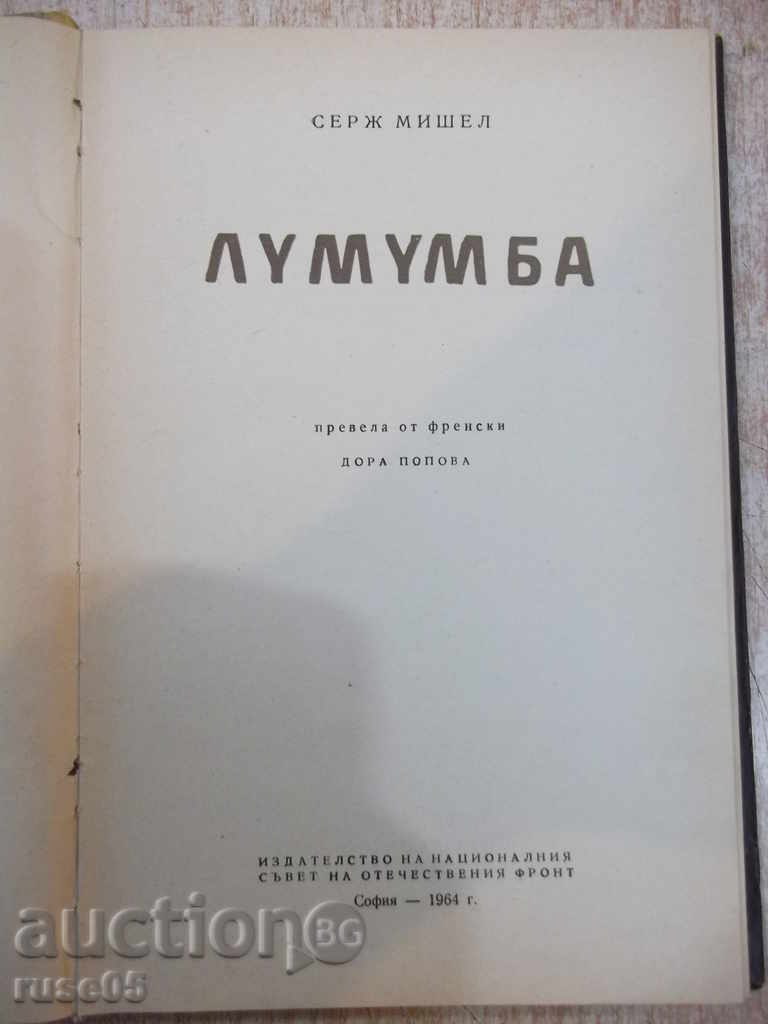 СЕРЖ МИШЕЛ
ЛУМУМБА
превела от френски
ДОРА ПОПОВА
ИЗДАТЕЛСТВО НА НАЦИОНАЛНИЯ
СЪВЕТ НА ОТЕЧЕСТВЕНИЯ ФРОНТ
София — 1964 г.
auction BG
ruse05